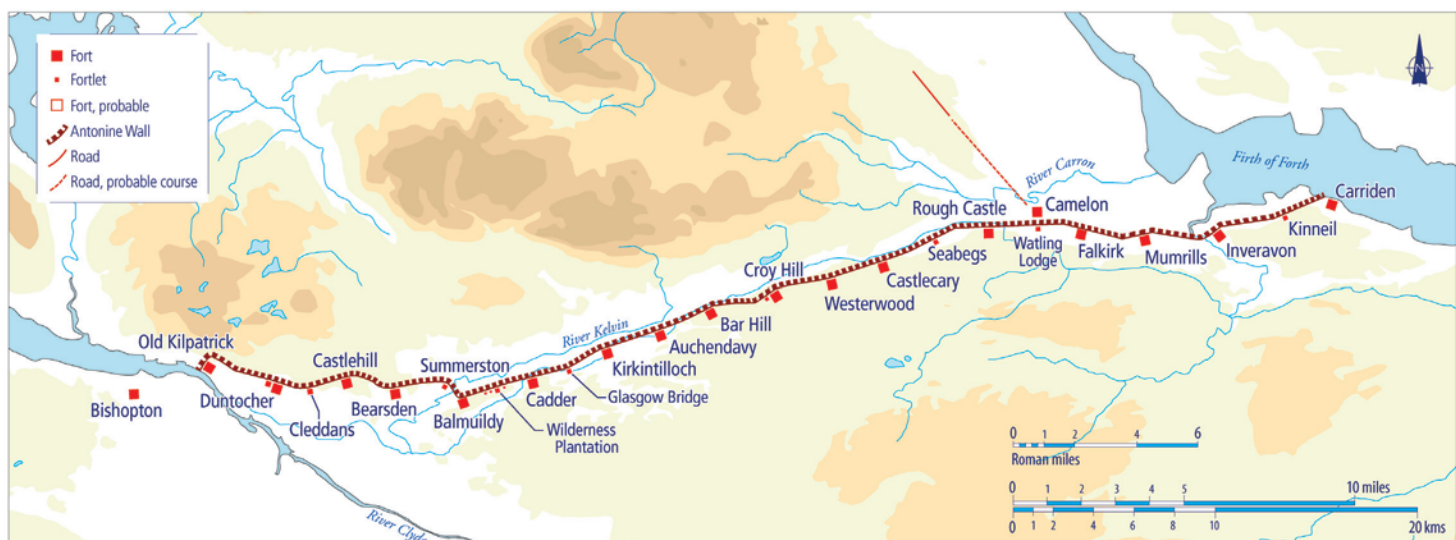 Fort
Fortlet
Fort, probable
Antonine Wall
Road
Road, probable course
N
Firth of Forth
River Carron
Carriden
Camelon
Rough Castle
Kinneil
Watling
Lodge
Falkirk
Mumrills
Inveravon
Seabegs
Castlecary
Croy Hill
Westerwood
Bar Hill
River Kelvin
Auchendavy
Kirkintilloch
Old Kilpatrick
Castlehill
Summerston
Glasgow Bridge
Cadder
Duntocher
Bearsden
Bishopton
Balmuildy
Cleddans
Wilderness
Plantation
River Clyde
0 1 2 4 6
Roman miles
0 10 miles
1 2 3 4 5
0 20 kms
1 2 4 6 8 10